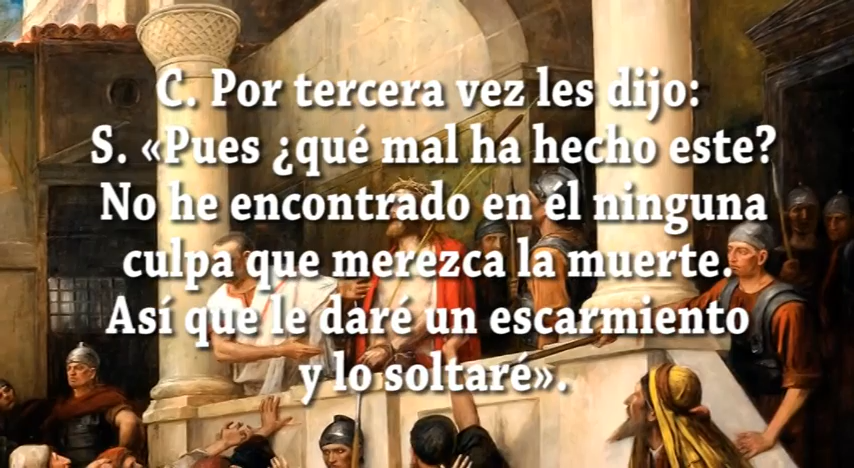 C. Por tercera vez les dijo:
S. «Pues ¿qué mal ha hecho este?
No he encontrado en el ninguna
culpa que merezca la muerte.
Así que le daré un escarmiento
y lo soltaré».